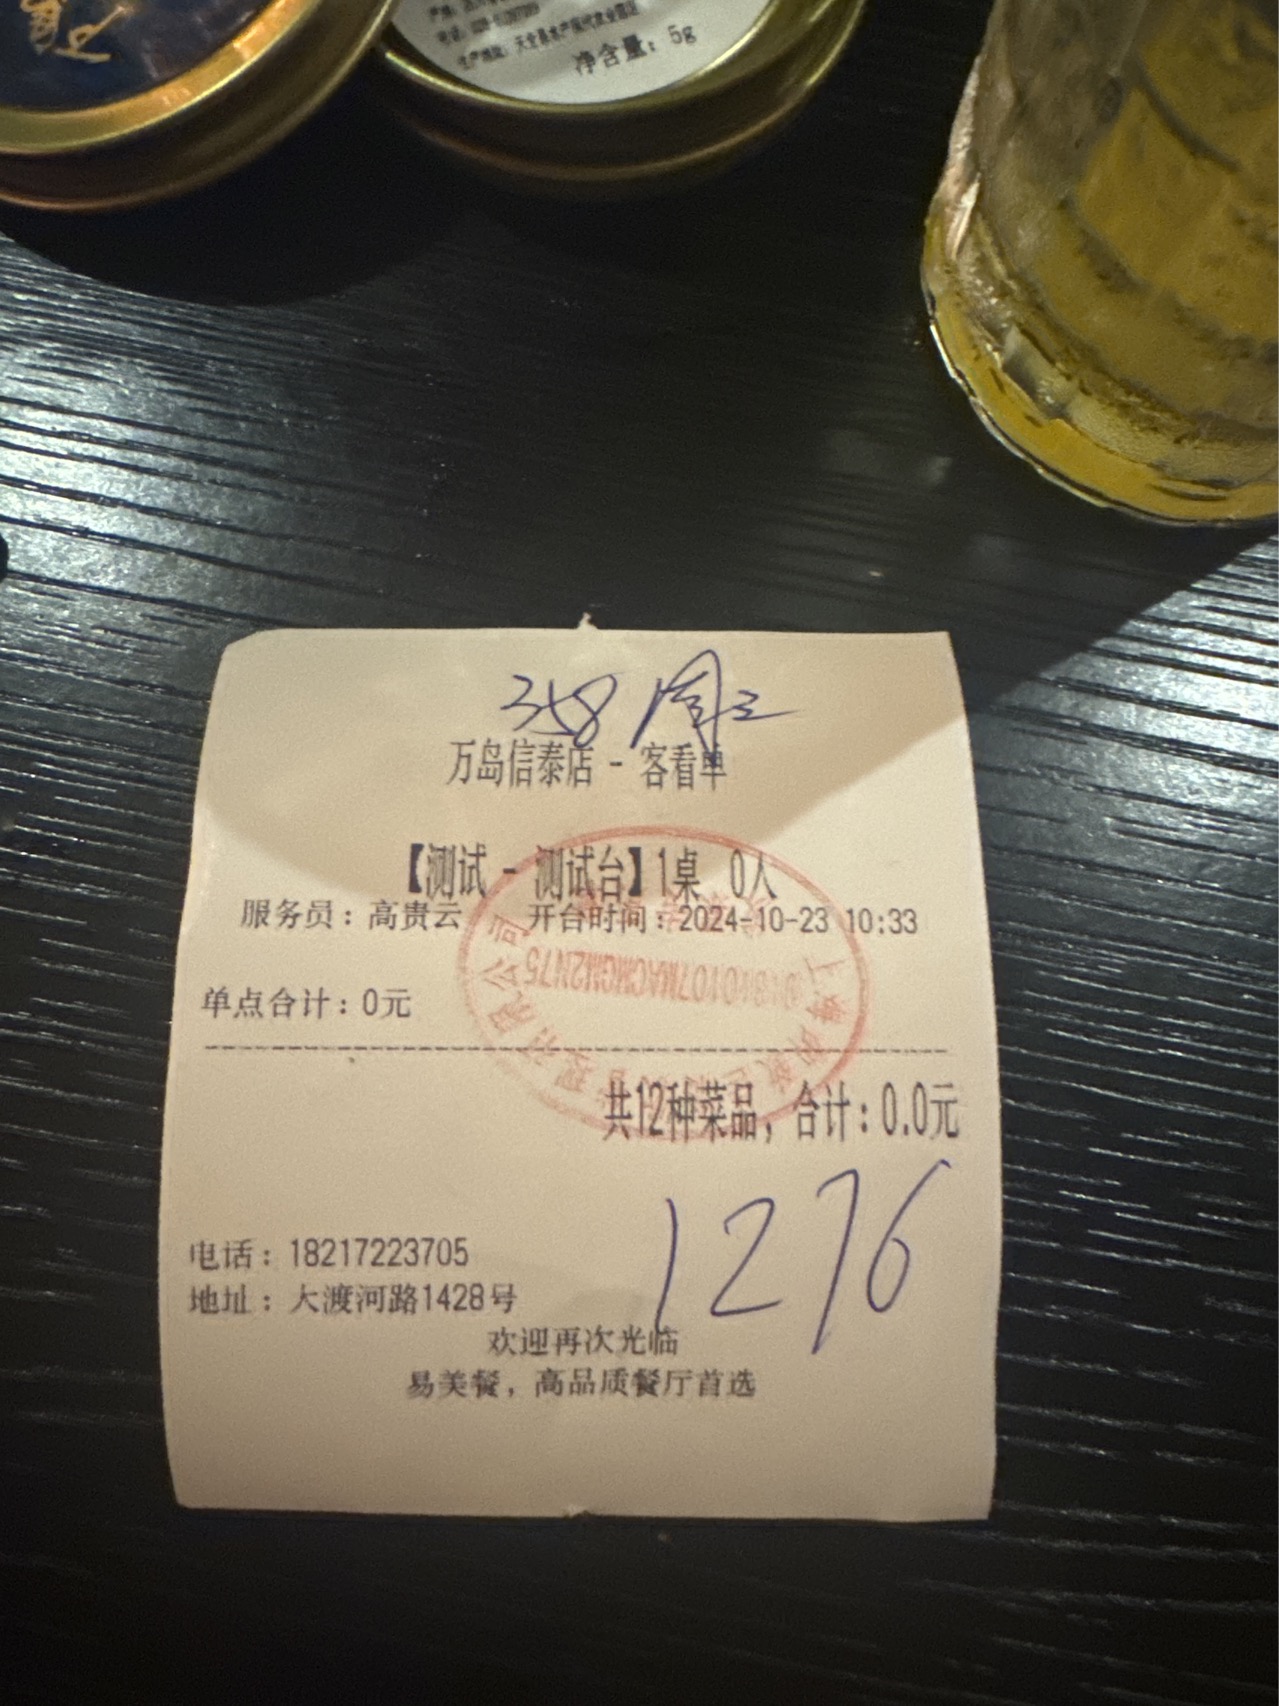 净含量：5g
358 周三
万岛信泰店 - 客看单
【测试 - 测试台】1桌 0人
服务员：高贵云 开台时间：2024-10-23 10:33
单点合计：0元
共12种菜品，合计：0.0元
1276
电话：18217223705
地址：大渡河路1428号
欢迎再次光临
易美餐，高品质餐厅首选